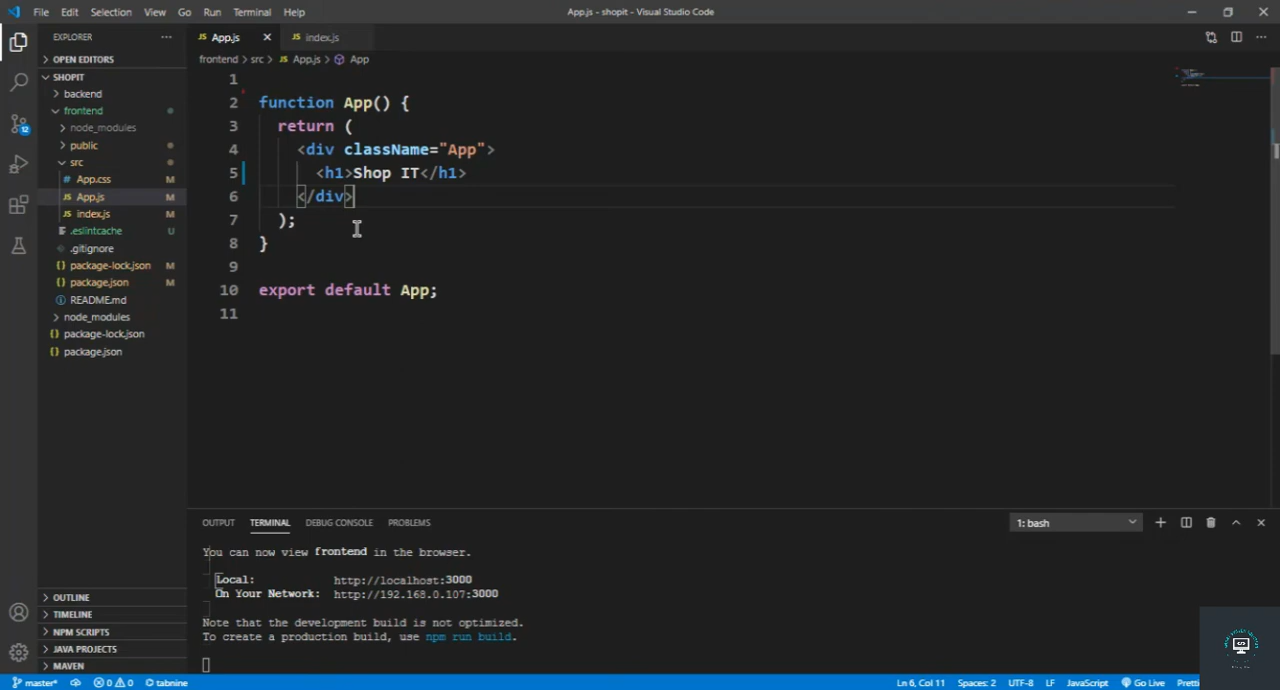 File Edit Selection View Go Run Terminal Help
App.js - shopit - Visual Studio Code
EXPLORER
OPEN EDITORS
SHOPIT
backend
frontend
node_modules
public
src
App.css M
App.js M
index.js M
.eslintcache U
.gitignore
package-lock.json M
package.json M
README.md
node_modules
package-lock.json
package.json
OUTLINE
TIMELINE
NPM SCRIPTS
JAVA PROJECTS
MAVEN
12
JS App.js
JS index.js
frontend > src > JS App.js > App
1
2 function App() {
3 return (
4 <div className="App">
5 <h1>Shop IT</h1>
6 </div>
7 );
8 }
9
10 export default App;
11
OUTPUT TERMINAL DEBUG CONSOLE PROBLEMS
1: bash
You can now view frontend in the browser.
Local: http://localhost:3000
On Your Network: http://192.168.0.107:3000
Note that the development build is not optimized.
To create a production build, use npm run build.
master* 0 0 tabnine
Ln 6, Col 11 Spaces: 2 UTF-8 LF JavaScript Go Live Pretti